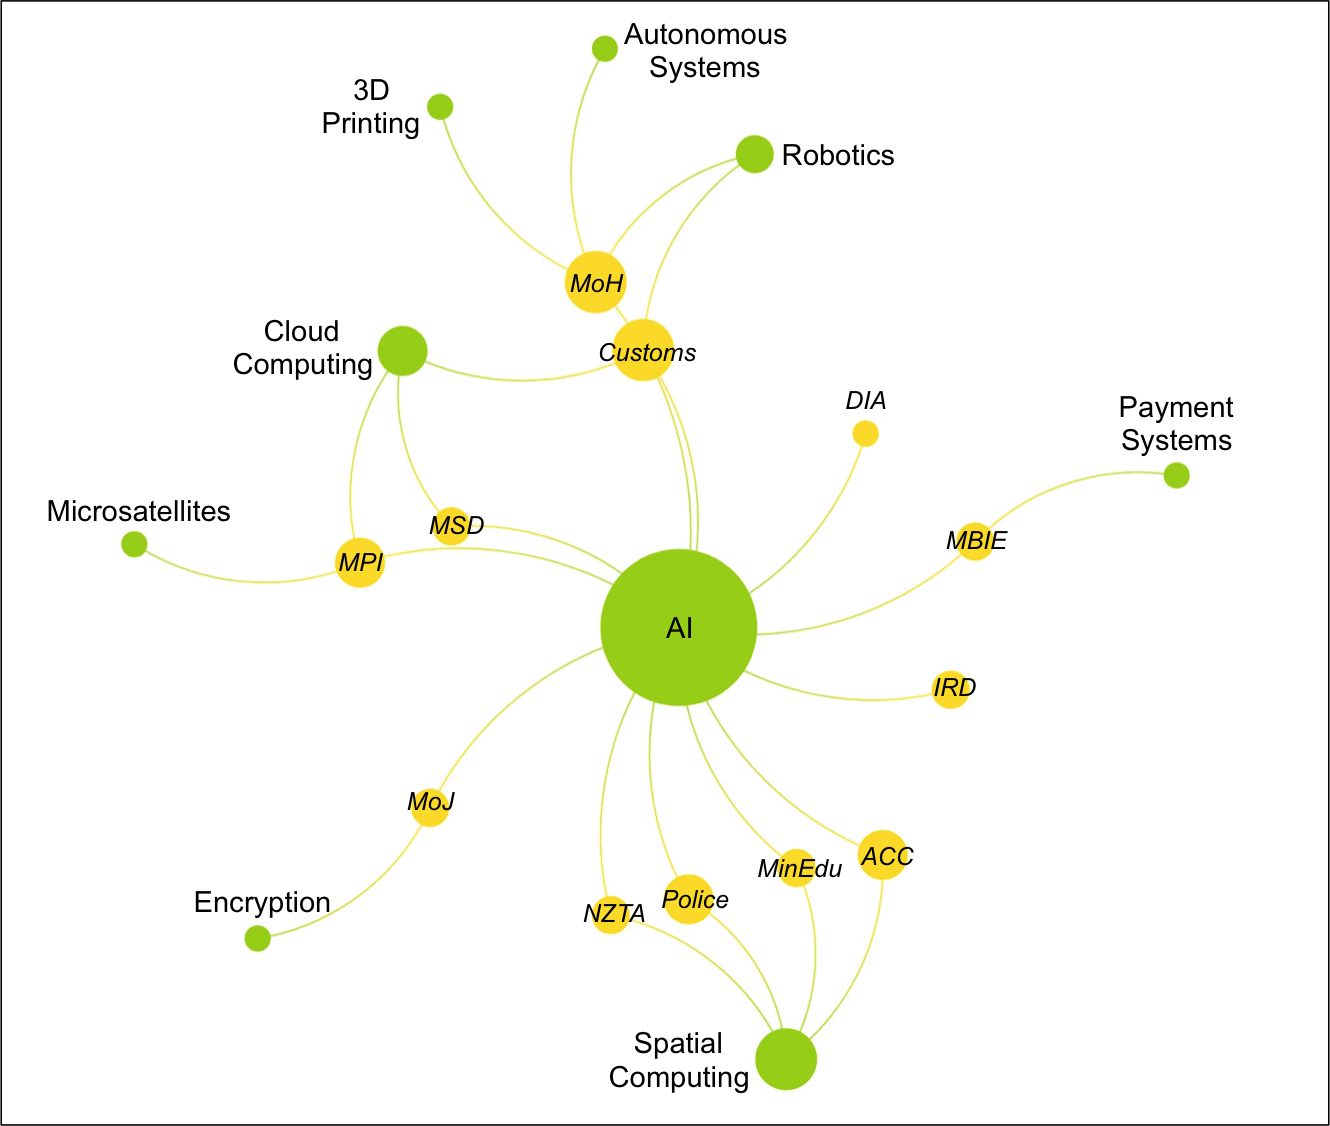 Autonomous
Systems
3D
Printing
Robotics
MoH
Cloud
Computing
Customs
DIA
Payment
Systems
Microsatellites
MSD
MBIE
MPI
AI
IRD
MoJ
MinEdu
ACC
Encryption
Police
NZTA
Spatial
Computing